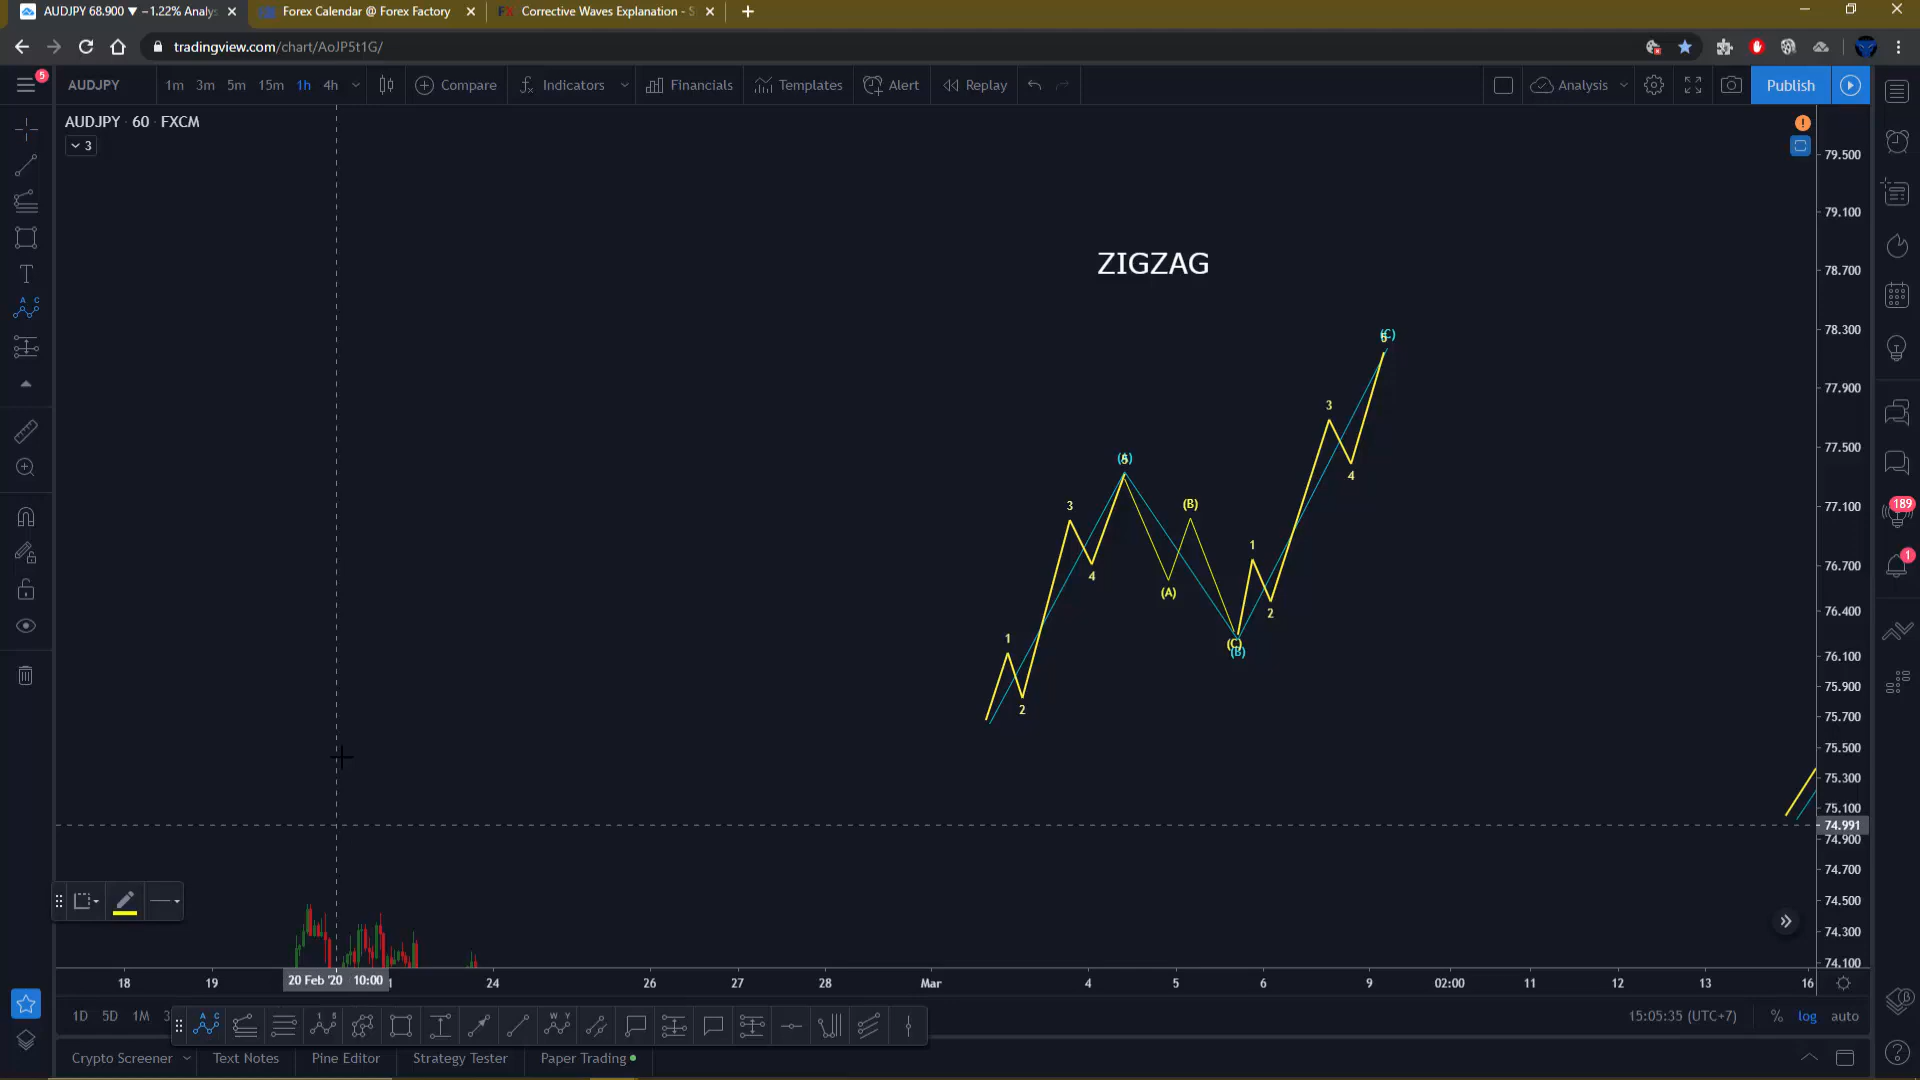 AUDJPY 68.900 ▼ −1.22% Analys
Forex Calendar @ Forex Factory
Corrective Waves Explanation - S
tradingview.com/chart/AoJP5t1G/
5
AUDJPY
1m 3m 5m 15m 1h 4h
Compare
Indicators
Financials
Templates
Alert
Replay
Analysis
Publish
AUDJPY · 60 · FXCM
3
79.500
79.100
78.700
78.300
77.900
77.500
77.100
76.700
76.400
76.100
75.900
75.700
75.500
75.300
75.100
74.991
74.900
74.700
74.500
74.300
74.100
ZIGZAG
(C)
5
3
4
(A)
5
3
(B)
4
1
(A)
2
1
(C)
(B)
2
189
1
18 19 20 Feb '20 10:00 24 26 27 28 Mar 4 5 6 9 02:00 11 12 13 16
1D 5D 1M 3
15:05:35 (UTC+7)
% log auto
Crypto Screener
Text Notes
Pine Editor
Strategy Tester
Paper Trading